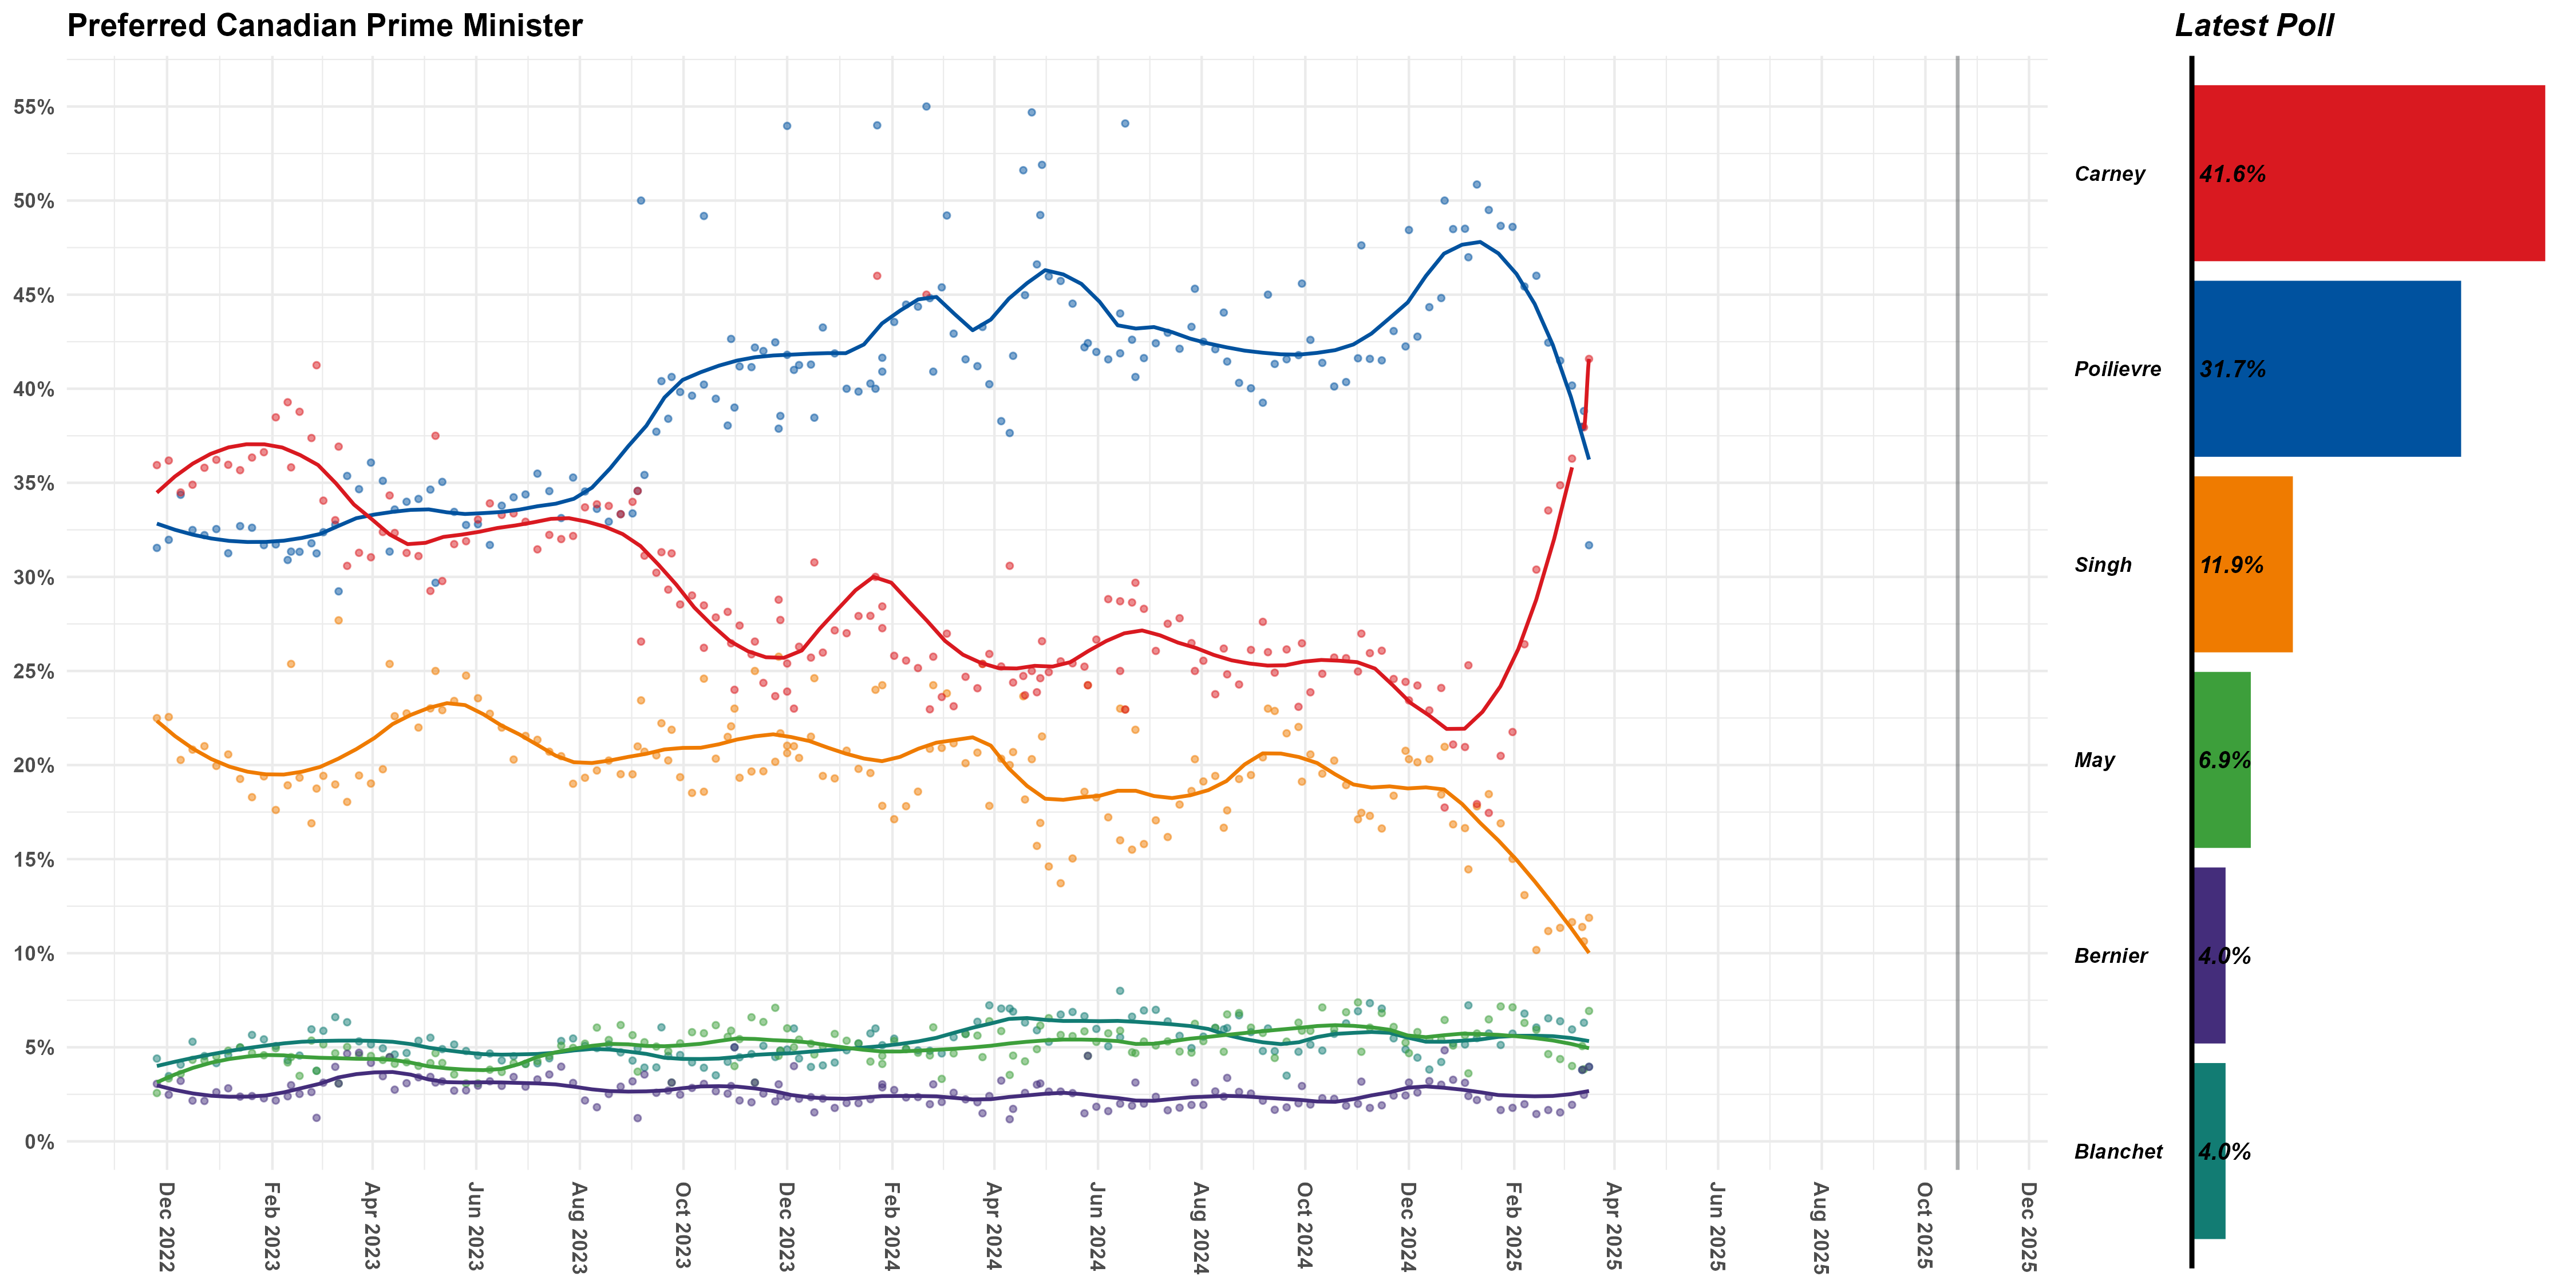 Preferred Canadian Prime Minister
55%
50%
45%
40%
35%
30%
25%
20%
15%
10%
5%
0%
Dec 2022
Feb 2023
Apr 2023
Jun 2023
Aug 2023
Oct 2023
Dec 2023
Feb 2024
Apr 2024
Jun 2024
Aug 2024
Oct 2024
Dec 2024
Feb 2025
Apr 2025
Jun 2025
Aug 2025
Oct 2025
Dec 2025
Latest Poll
Carney 41.6%
Poilievre 31.7%
Singh 11.9%
May 6.9%
Bernier 4.0%
Blanchet 4.0%